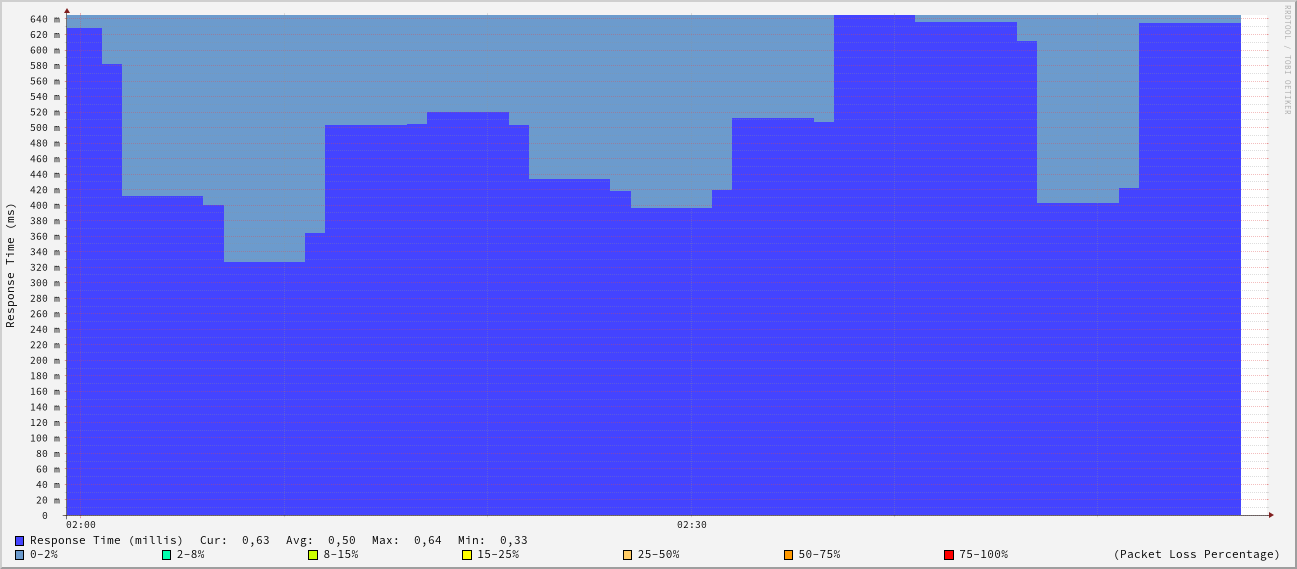 RRDTOOL / TOBI OETIKER
Response Time (ms)
640 m
620 m
600 m
580 m
560 m
540 m
520 m
500 m
480 m
460 m
440 m
420 m
400 m
380 m
360 m
340 m
320 m
300 m
280 m
260 m
240 m
220 m
200 m
180 m
160 m
140 m
120 m
100 m
80 m
60 m
40 m
20 m
0
02:00 02:30
Response Time (millis) Cur: 0,63 Avg: 0,50 Max: 0,64 Min: 0,33
0-2% 2-8% 8-15% 15-25% 25-50% 50-75% 75-100% (Packet Loss Percentage)